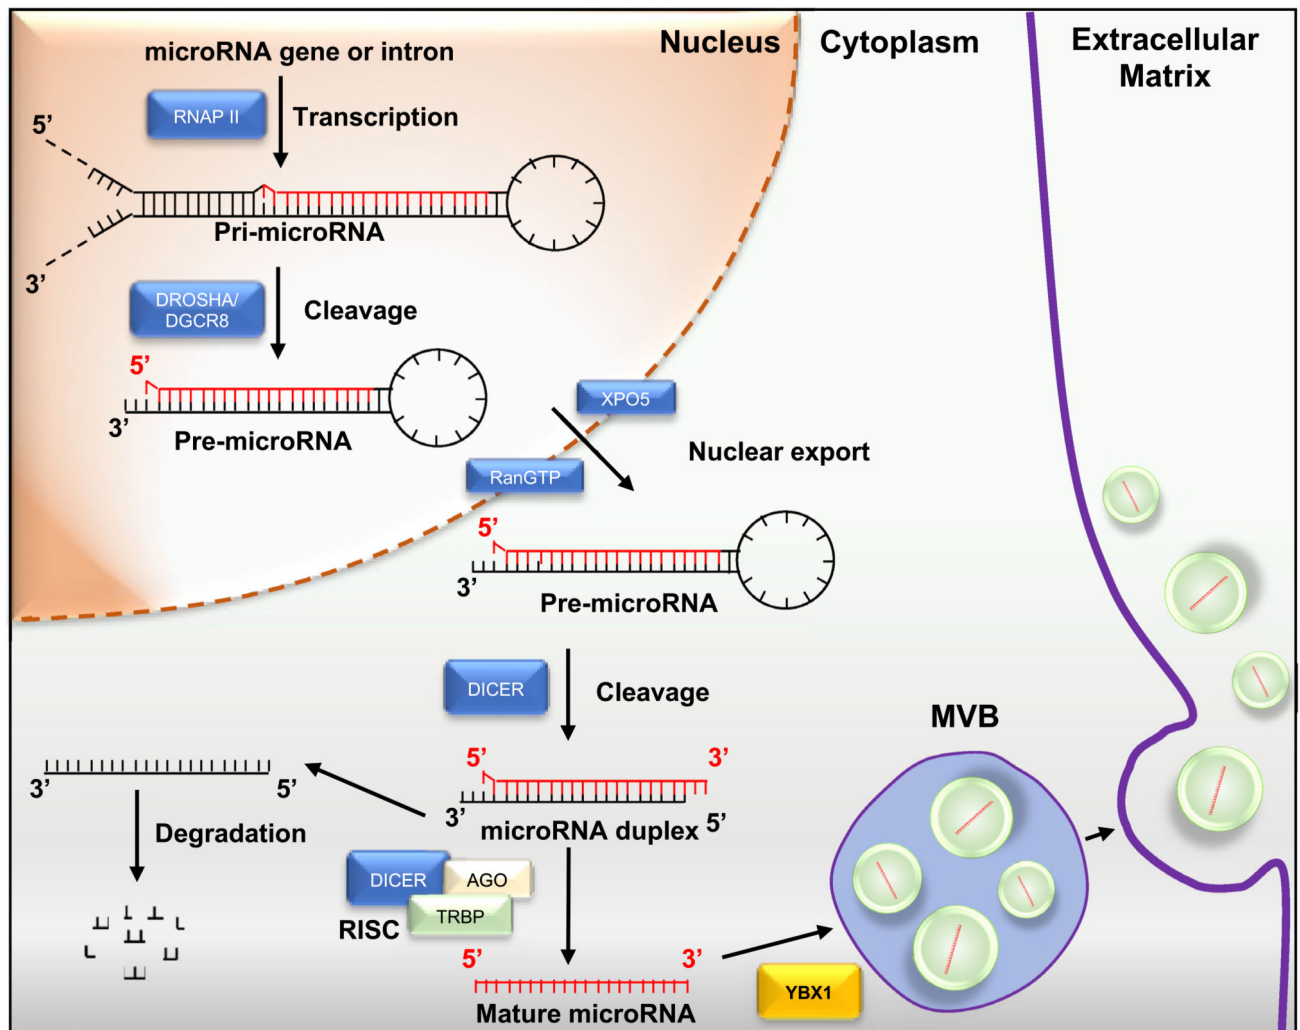 microRNA gene or intron
Nucleus
Cytoplasm
Extracellular
Matrix
RNAP II
Transcription
5’
Pri-microRNA
3’
DROSHA/
DGCR8
Cleavage
5’
3’
Pre-microRNA
XPO5
Nuclear export
RanGTP
5’
3’
Pre-microRNA
DICER
Cleavage
MVB
5’
3’
3’
5’
microRNA duplex
3’
5’
Degradation
DICER
AGO
TRBP
RISC
5’
3’
Mature microRNA
YBX1